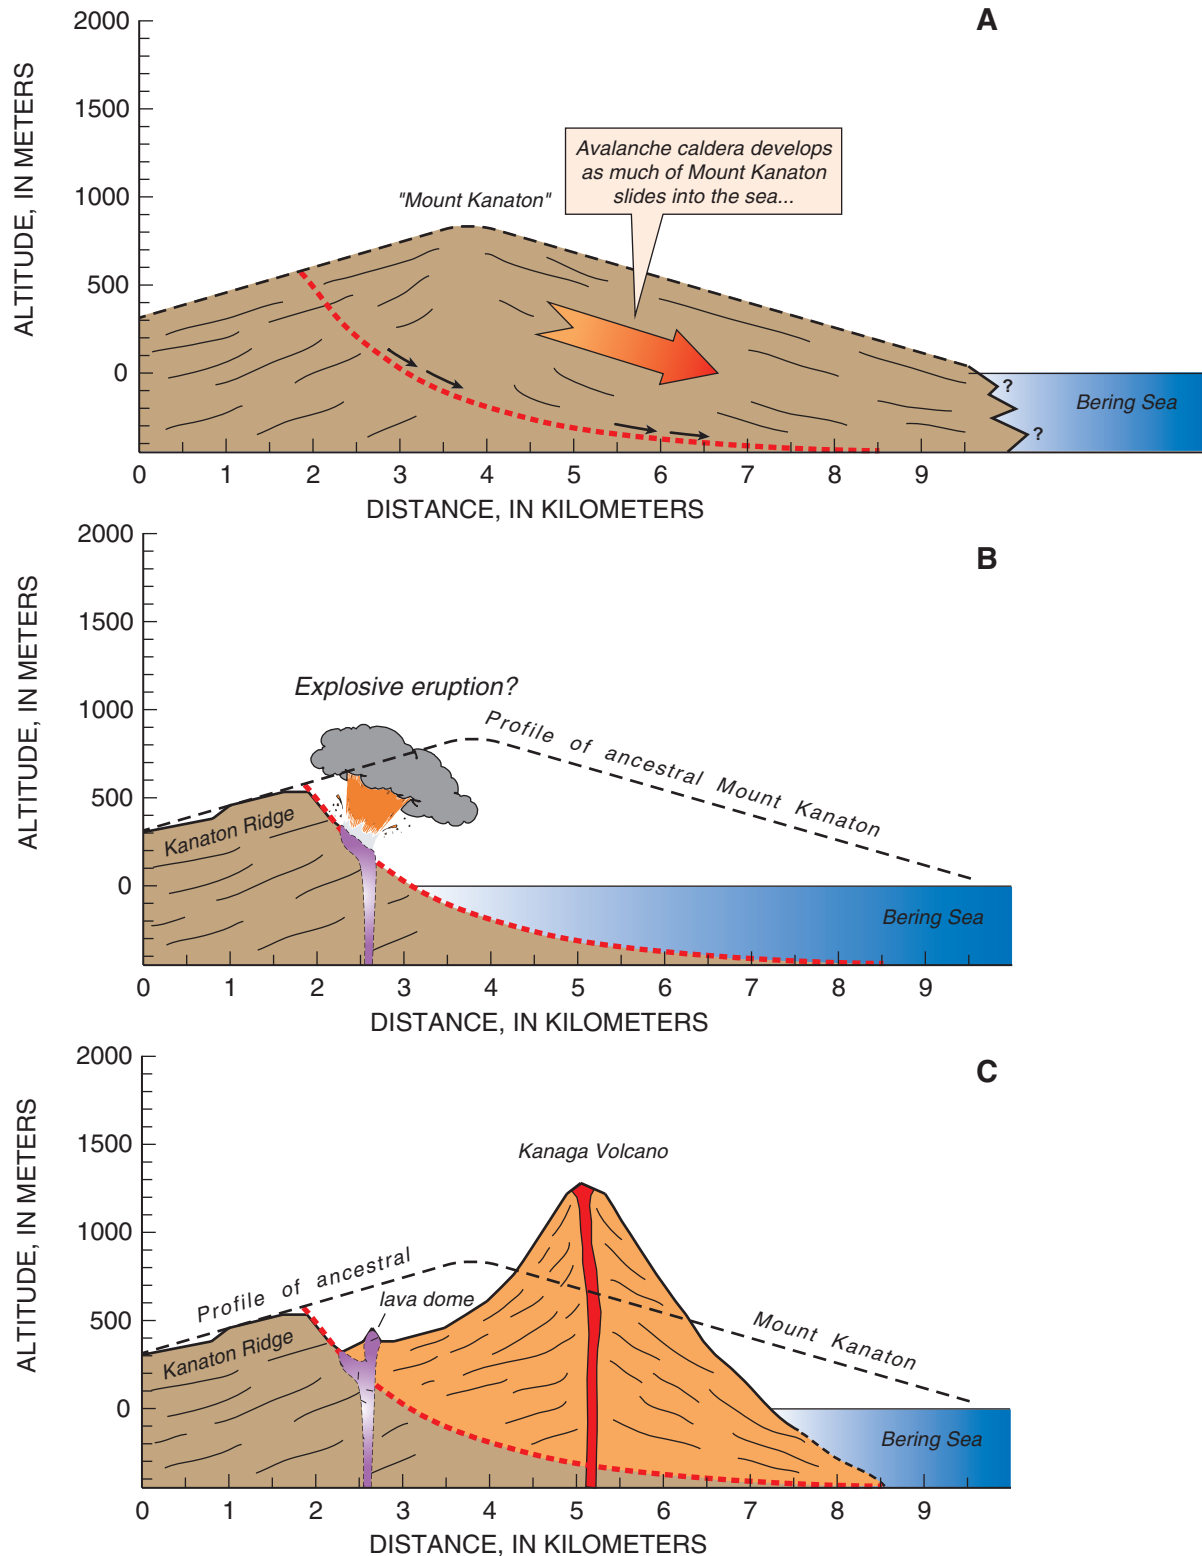 A
2000
1500
1000
500
0
ALTITUDE, IN METERS
"Mount Kanaton"
Avalanche caldera develops
as much of Mount Kanaton
slides into the sea...
?
?
Bering Sea
0 1 2 3 4 5 6 7 8 9
DISTANCE, IN KILOMETERS
B
2000
1500
1000
500
0
ALTITUDE, IN METERS
Explosive eruption?
Profile of ancestral Mount Kanaton
Kanaton Ridge
Bering Sea
0 1 2 3 4 5 6 7 8 9
DISTANCE, IN KILOMETERS
C
2000
1500
1000
500
0
ALTITUDE, IN METERS
Kanaga Volcano
Profile of ancestral
lava dome
Mount Kanaton
Kanaton Ridge
Bering Sea
0 1 2 3 4 5 6 7 8 9
DISTANCE, IN KILOMETERS